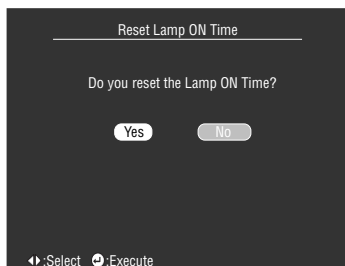 Reset Lamp ON Time
Do you reset the Lamp ON Time?
Yes No
:Select :Execute